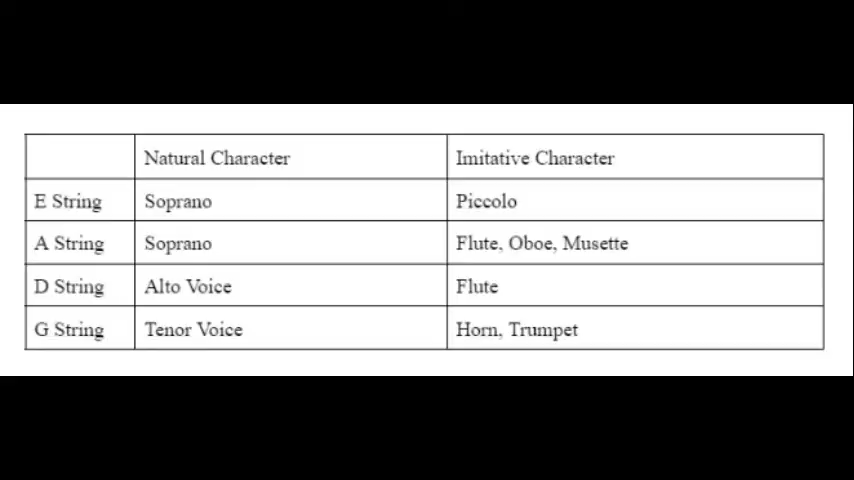 Natural Character Imitative Character
E String Soprano Piccolo
A String Soprano Flute, Oboe, Musette
D String Alto Voice Flute
G String Tenor Voice Horn, Trumpet